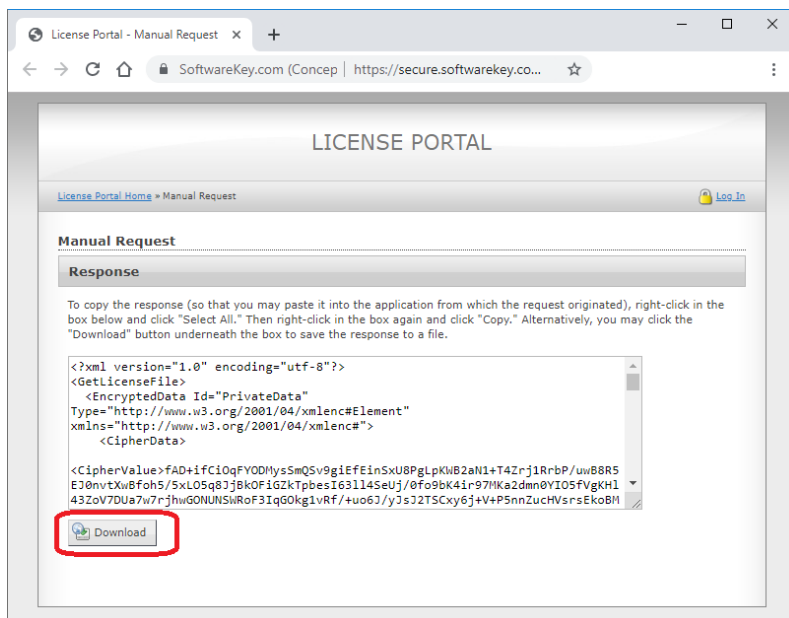 License Portal - Manual Request
SoftwareKey.com (Concep | https://secure.softwarekey.co...
LICENSE PORTAL
License Portal Home » Manual Request
Log In
Manual Request
Response
To copy the response (so that you may paste it into the application from which the request originated), right-click in the
box below and click "Select All." Then right-click in the box again and click "Copy." Alternatively, you may click the
"Download" button underneath the box to save the response to a file.
<?xml version="1.0" encoding="utf-8"?>
<GetLicenseFile>
<EncryptedData Id="PrivateData"
Type="http://www.w3.org/2001/04/xmlenc#Element"
xmlns="http://www.w3.org/2001/04/xmlenc#">
<CipherData>
<CipherValue>fAD+ifCiOqFYODMysSmQSv9giEfEinSxU8PgLpKWB2aN1+T4Zrj1RrbP/uwB8R5
EJ0nvtXwBfoh5/5xLO5q8JjBkOFiGZkTpbesI63ll4SeUj/0fo9bK4ir97MKa2dmn0YIO5fVgKHl
43ZoV7DUa7w7rjhwGONUNSWRoF3IqGOkg1vRf/+uo6J/yJsJ2TSCxy6j+V+P5nnZucHVsrsEkoBM
Download